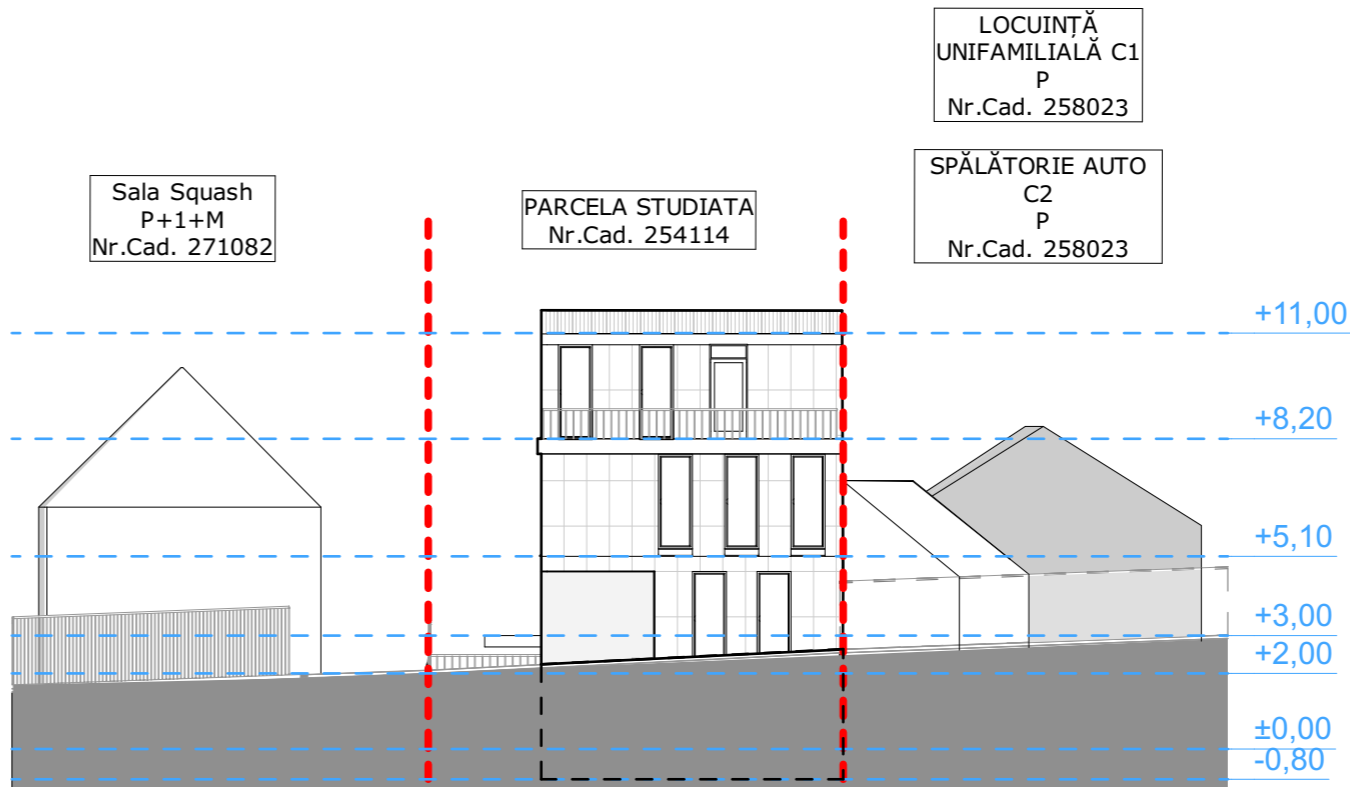 LOCUINȚĂ
UNIFAMILIALĂ C1
P
Nr.Cad. 258023
SPĂLĂTORIE AUTO
C2
P
Nr.Cad. 258023
Sala Squash
P+1+M
Nr.Cad. 271082
PARCELA STUDIATA
Nr.Cad. 254114
+11,00
+8,20
+5,10
+3,00
+2,00
±0,00
-0,80